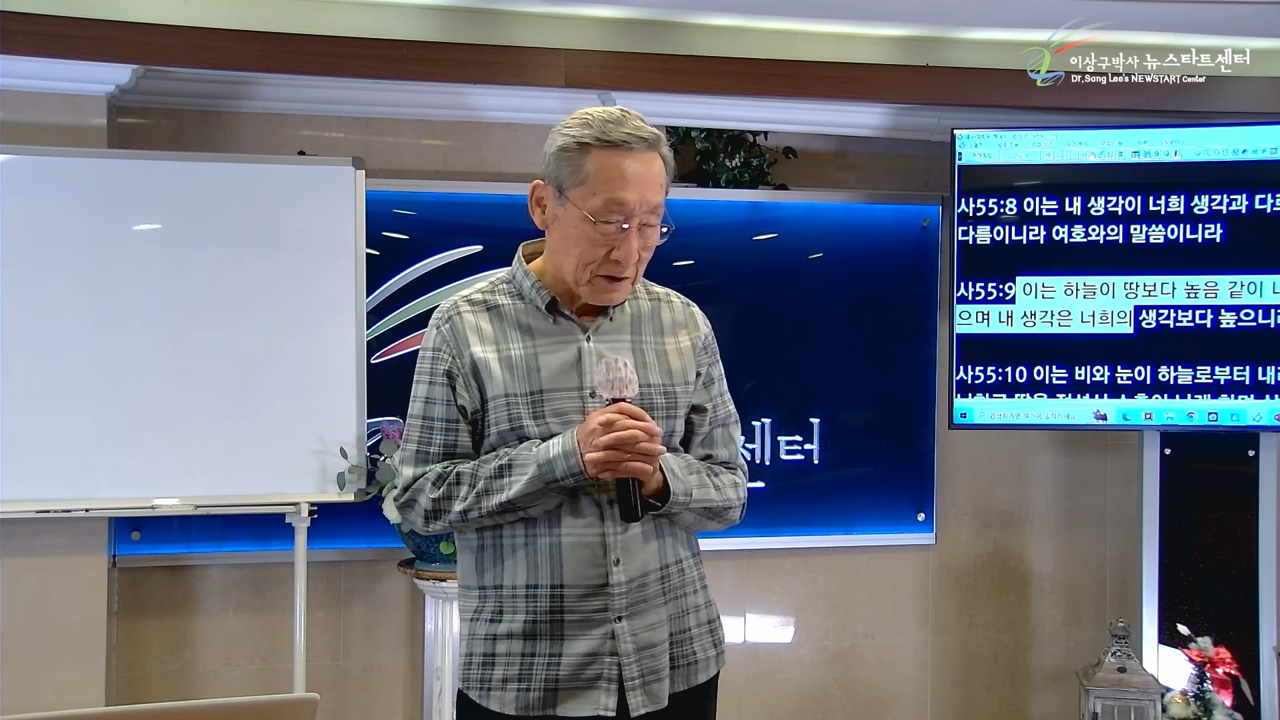 이상구박사 뉴스타트센터
Dr.Sang Lee's NEWSTART Center
사55:8 이는 내 생각이 너희 생각과
다름이니라 여호와의 말씀이니라
사55:9 이는 하늘이 땅보다 높음 같이
으며 내 생각은 너희의 생각보다 높으니라
사55:10 이는 비와 눈이 하늘로부터
센터